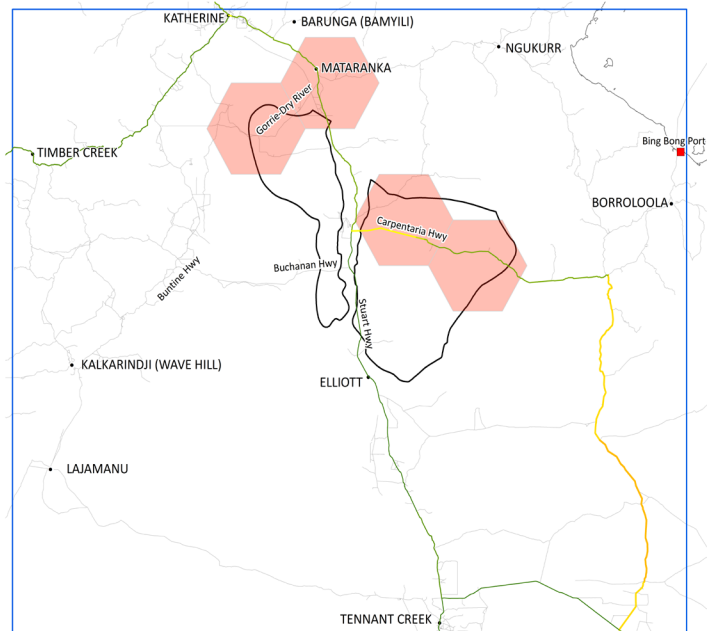 KATHERINE
BARUNGA (BAMYILI)
NGUKURR
MATARANKA
Gorrie-Dry River
Bing Bong Port
TIMBER CREEK
BORROLOOLA
Carpentaria Hwy
Buchanan Hwy
Buntine Hwy
Stuart Hwy
KALKARINDJI (WAVE HILL)
ELLIOTT
LAJAMANU
TENNANT CREEK